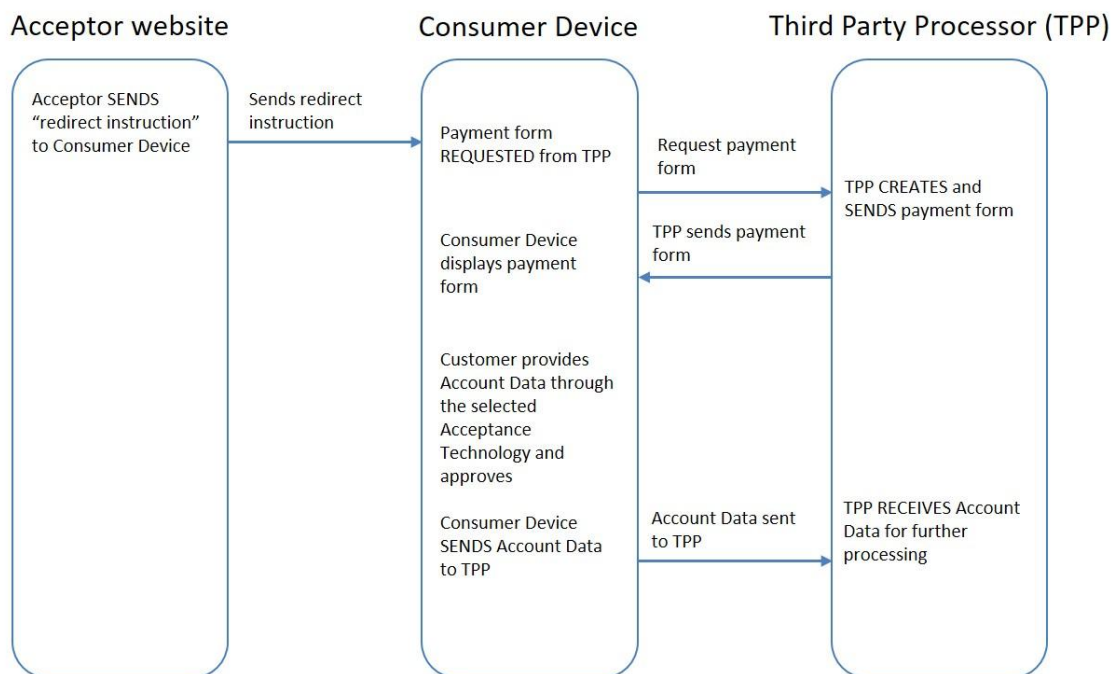 Acceptor website
Consumer Device
Third Party Processor (TPP)
Acceptor SENDS
“redirect instruction”
to Consumer Device
Sends redirect
instruction
Payment form
REQUESTED from TPP
Request payment
form
TPP CREATES and
SENDS payment form
TPP sends payment
form
Consumer Device
displays payment
form
Customer provides
Account Data through
the selected
Acceptance
Technology and
approves
Consumer Device
SENDS Account Data
to TPP
Account Data sent
to TPP
TPP RECEIVES Account
Data for further
processing